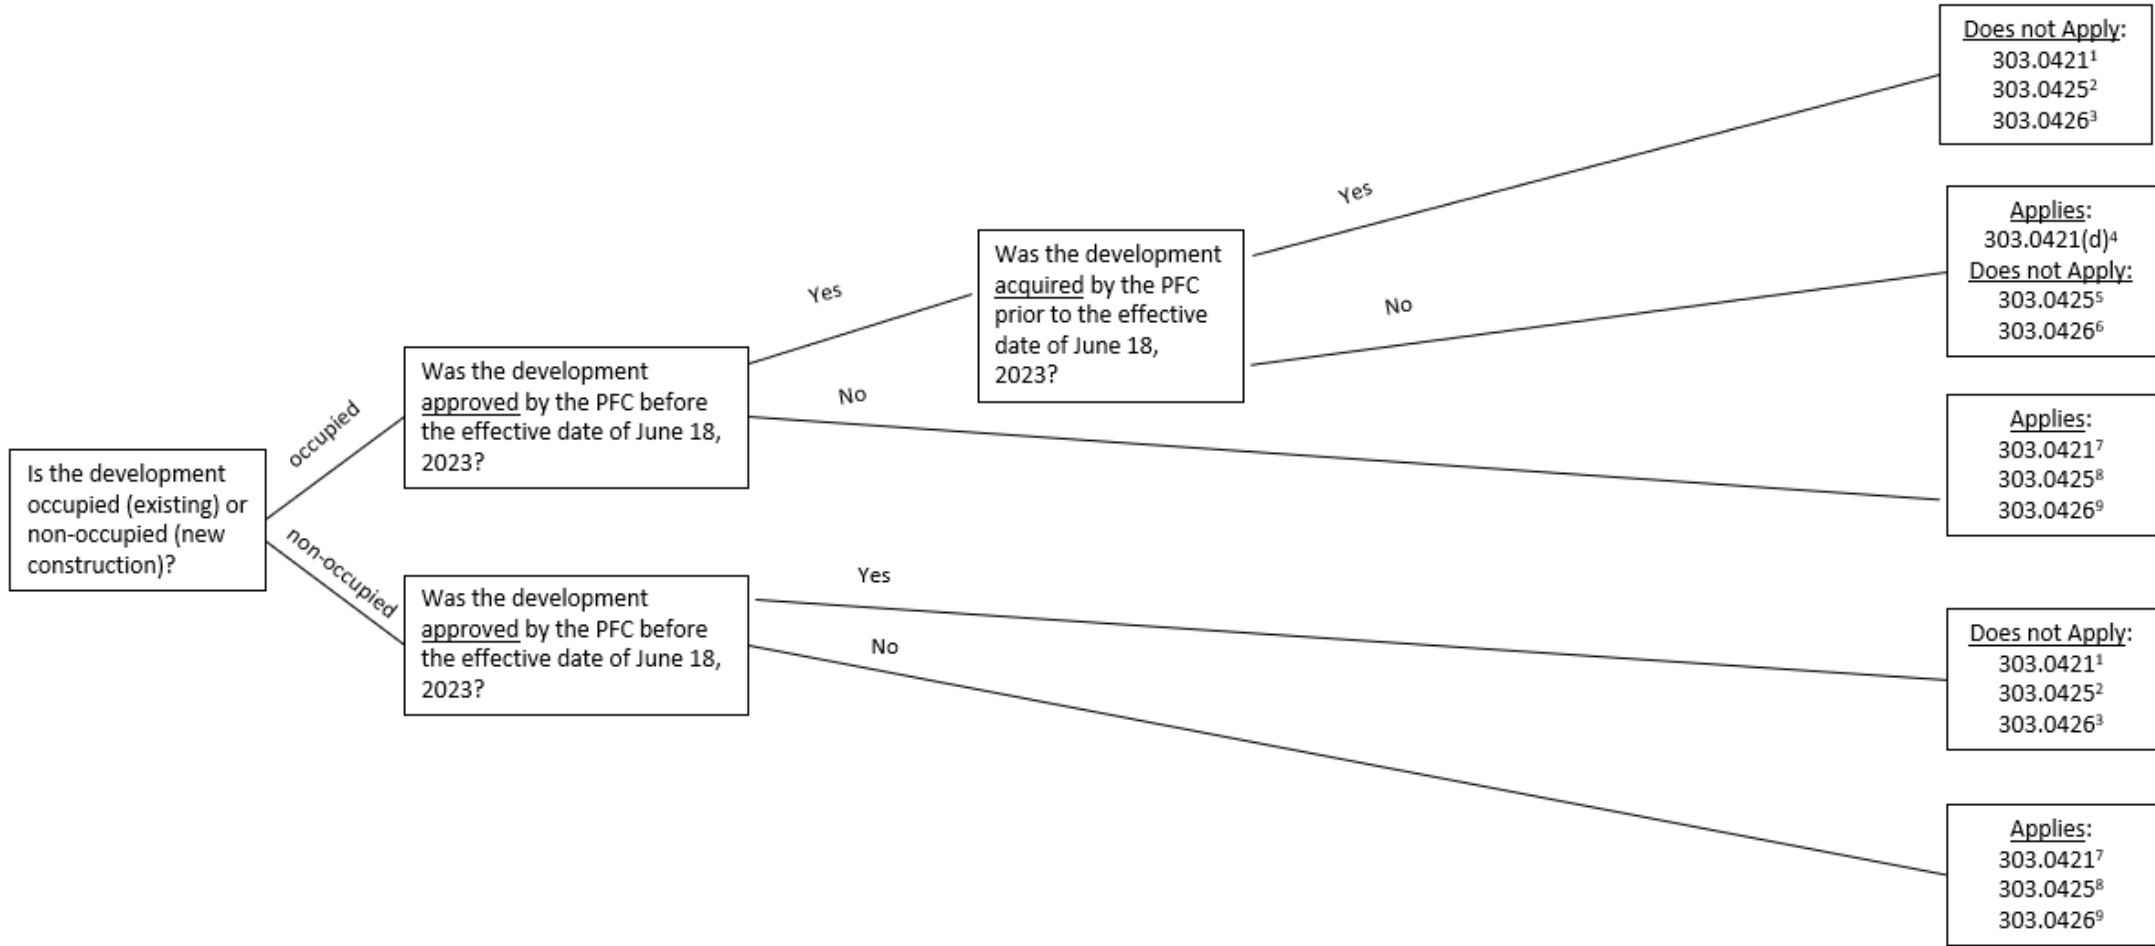 Is the development
occupied (existing) or
non-occupied (new
construction)?
occupied
non-occupied
Was the development
approved by the PFC before
the effective date of June 18,
2023?
Yes
No
Was the development
acquired by the PFC
prior to the effective
date of June 18,
2023?
Yes
No
Does not Apply:
303.0421¹
303.0425²
303.0426³
Applies:
303.0421(d)⁴
Does not Apply:
303.0425⁵
303.0426⁶
Applies:
303.0421⁷
303.0425⁸
303.0426⁹
Was the development
approved by the PFC before
the effective date of June 18,
2023?
Yes
No
Does not Apply:
303.0421¹
303.0425²
303.0426³
Applies:
303.0421⁷
303.0425⁸
303.0426⁹